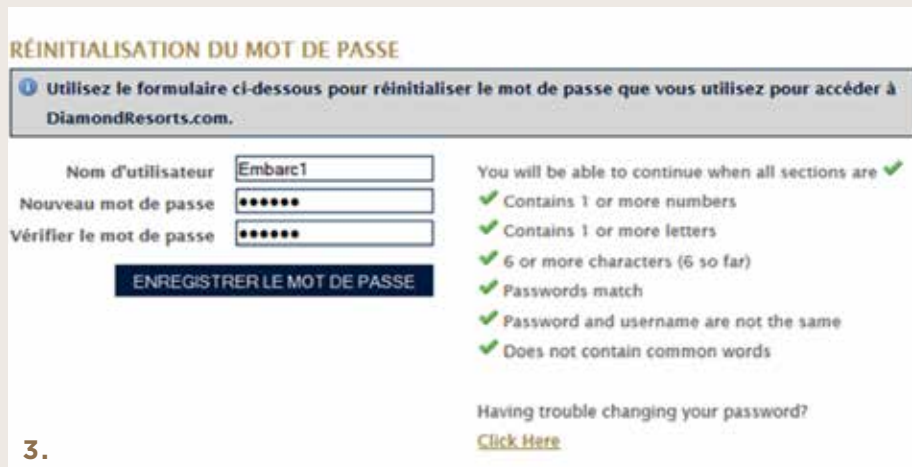 RÉINITIALISATION DU MOT DE PASSE
Utilisez le formulaire ci-dessous pour réinitialiser le mot de passe que vous utilisez pour accéder à
DiamondResorts.com.
Nom d'utilisateur Embarc1
Nouveau mot de passe ••••••
Vérifier le mot de passe ••••••
ENREGISTRER LE MOT DE PASSE
You will be able to continue when all sections are ✔
✔ Contains 1 or more numbers
✔ Contains 1 or more letters
✔ 6 or more characters (6 so far)
✔ Passwords match
✔ Password and username are not the same
✔ Does not contain common words
Having trouble changing your password?
Click Here
3.